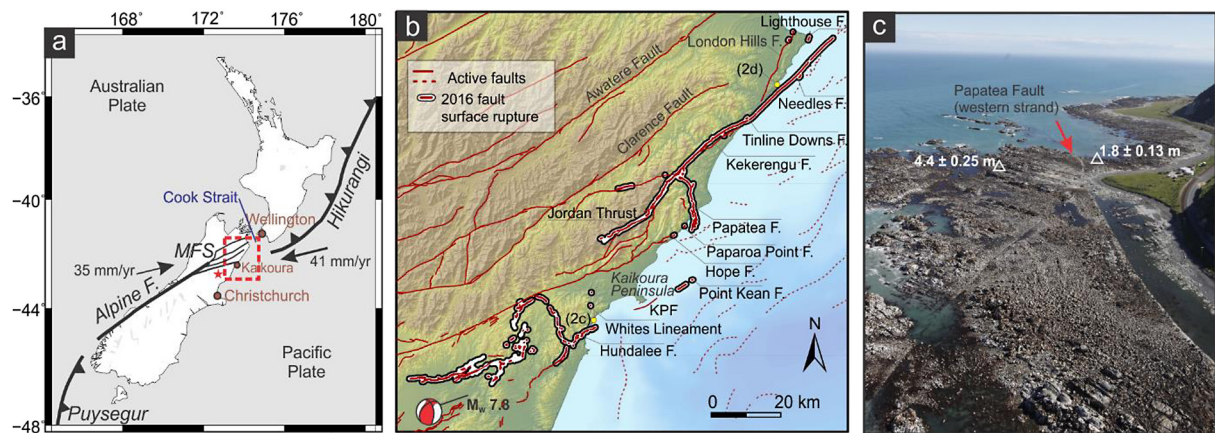 a
168
172
176
180
−36
−40
−44
−48
Australian
Plate
Cook Strait
Wellington
Hikurangi
MFS
35 mm/yr
41 mm/yr
Kaikoura
Alpine F.
Christchurch
Pacific
Plate
Puysegur
b
Active faults
2016 fault
surface rupture
Lighthouse F.
London Hills F.
(2d)
Awatere Fault
Clarence Fault
Needles F.
Tinline Downs F.
Kekerengu F.
Jordan Thrust
Papatea F.
Paparoa Point F.
Hope F.
Kaikoura
Peninsula
Point Kean F.
KPF
(2c)
Whites Lineament
Hundalee F.
N
Mw 7.8
0 20 km
c
Papatea Fault
(western strand)
4.4 ± 0.25 m
1.8 ± 0.13 m